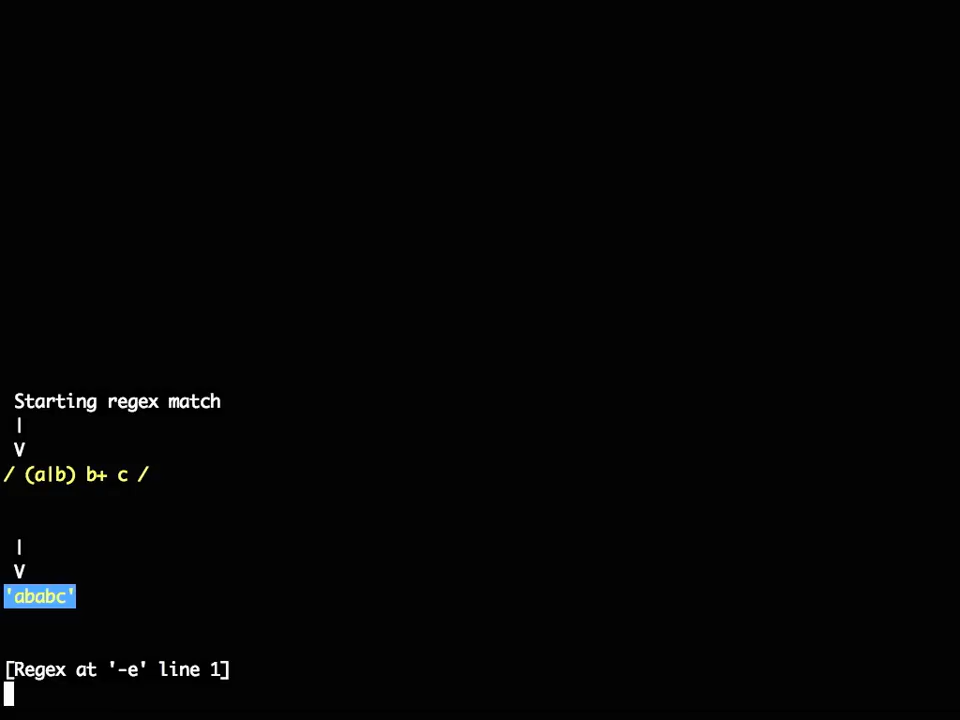 Starting regex match
|
V
/ (a|b) b+ c /
|
V
'ababc'
[Regex at '-e' line 1]